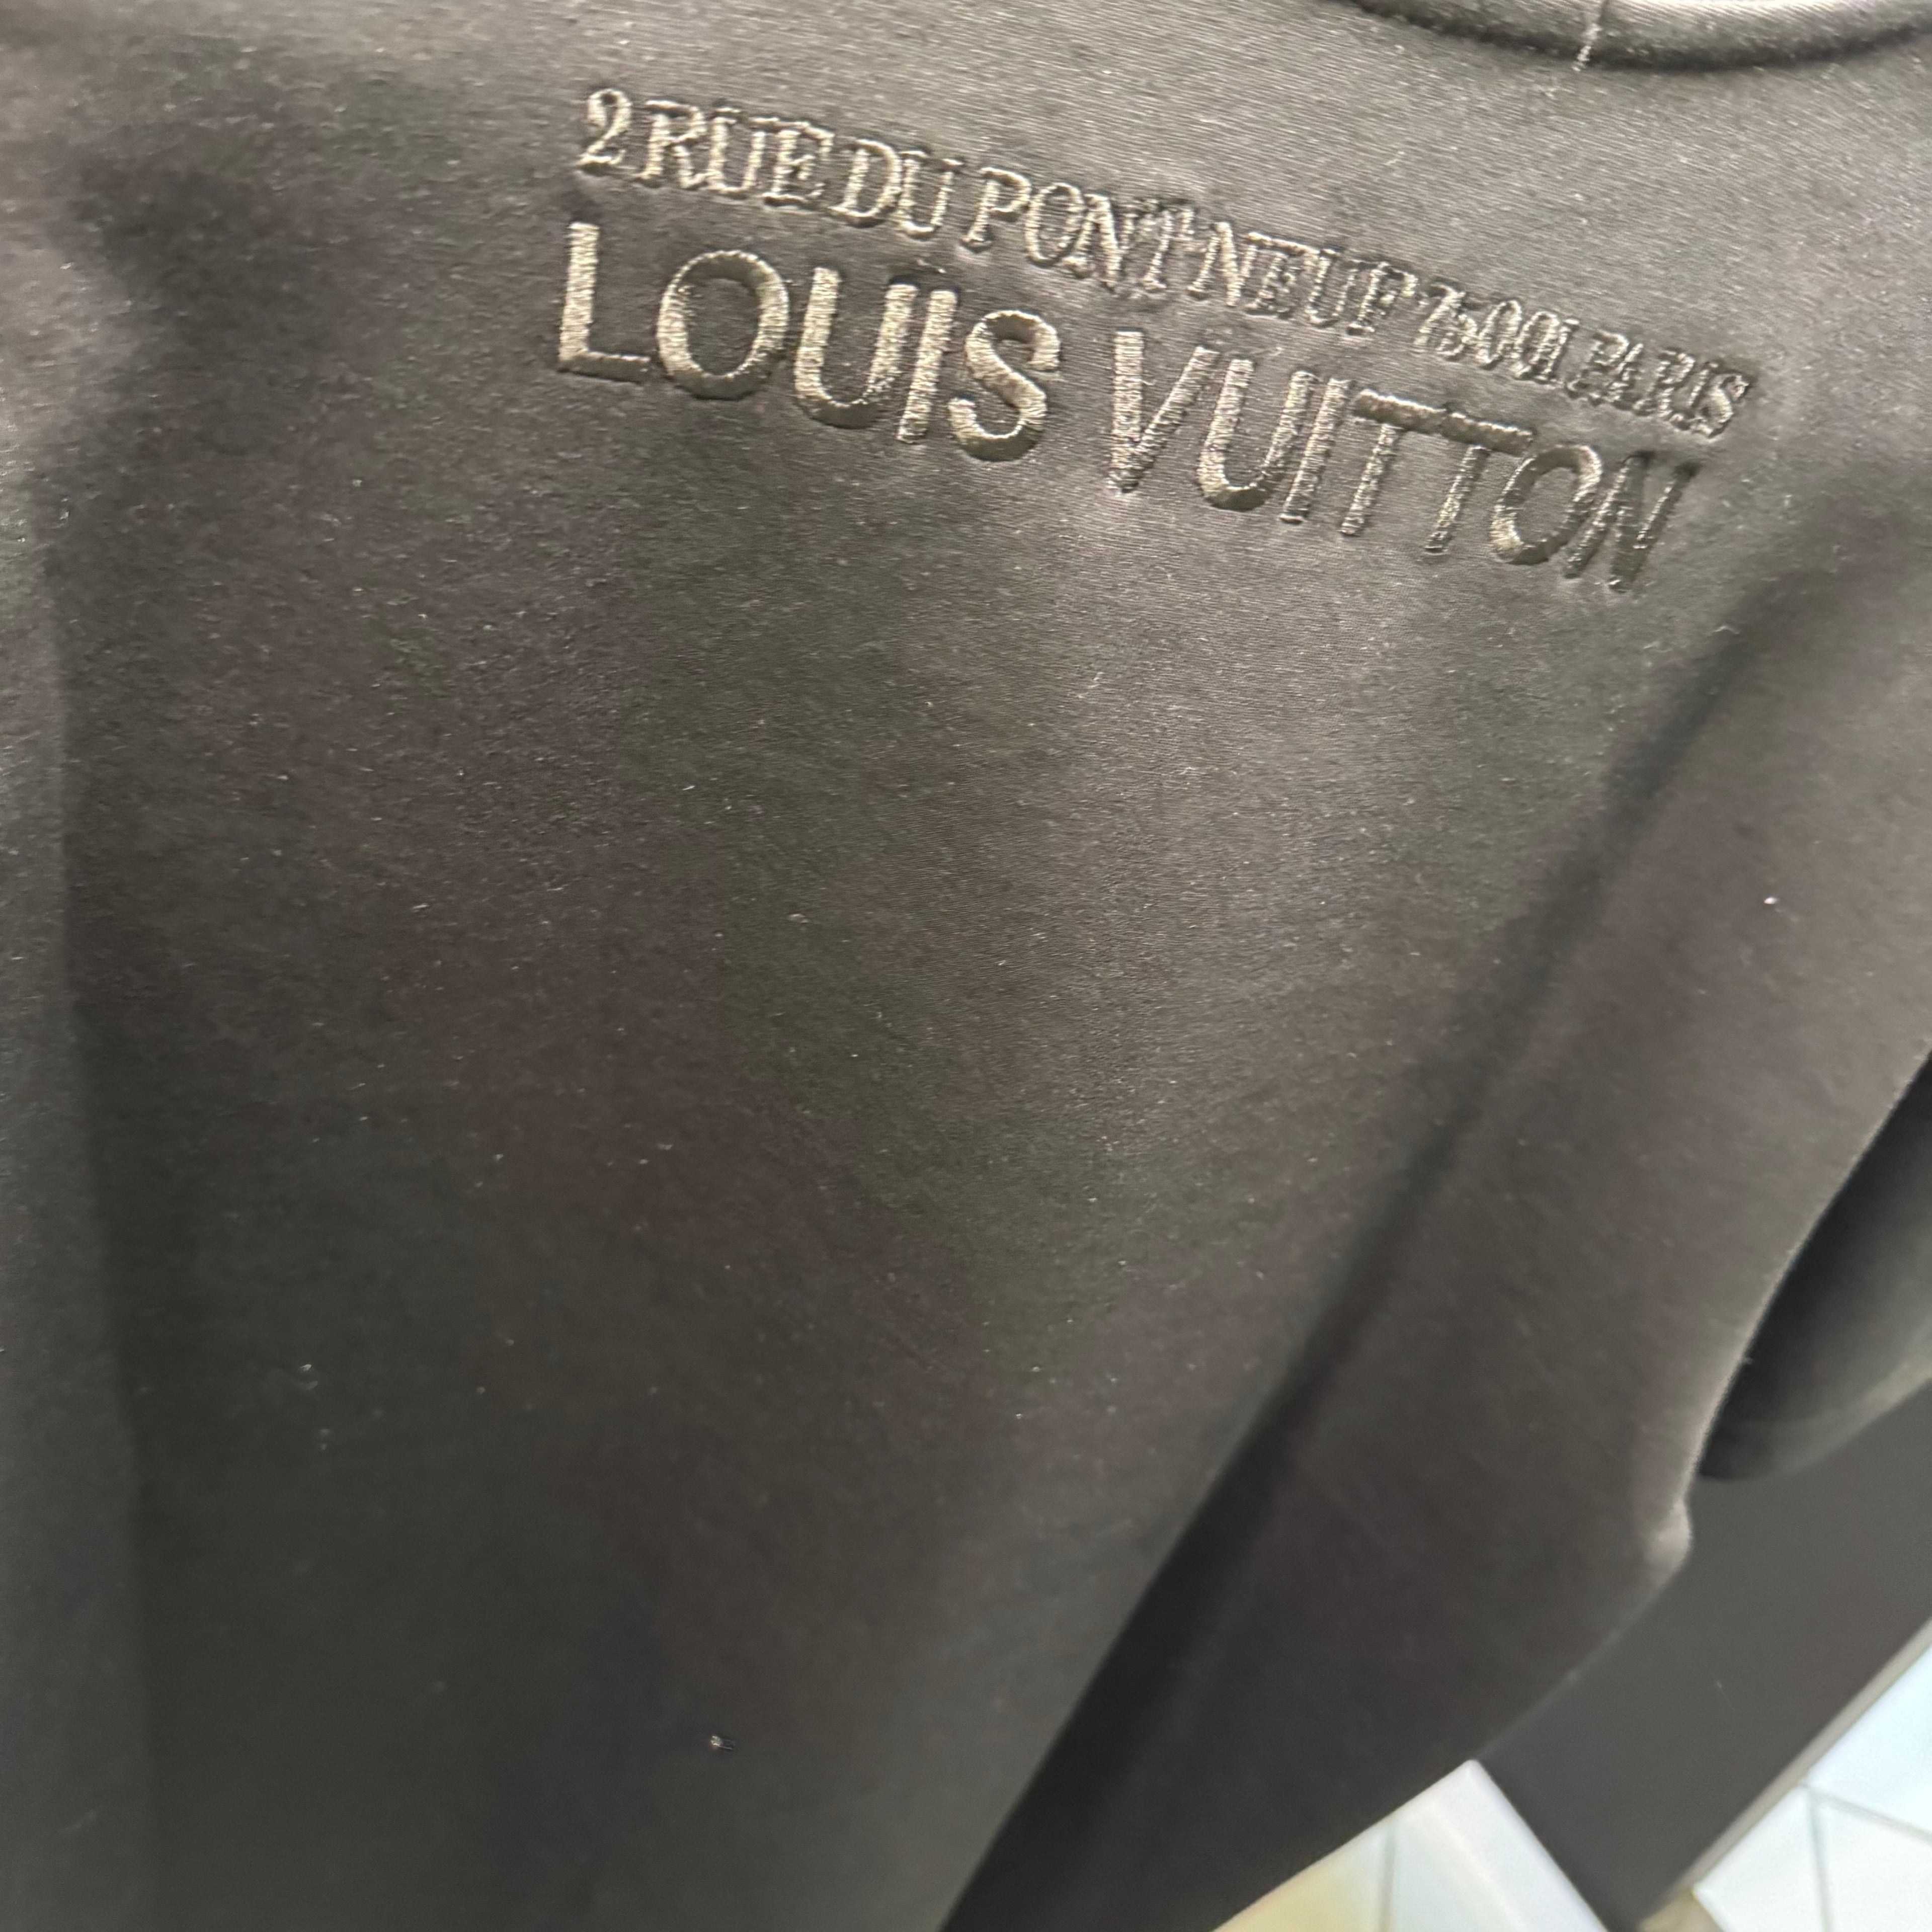 2 RUE DU PONT-NEUF 75001 PARIS
LOUIS VUITTON